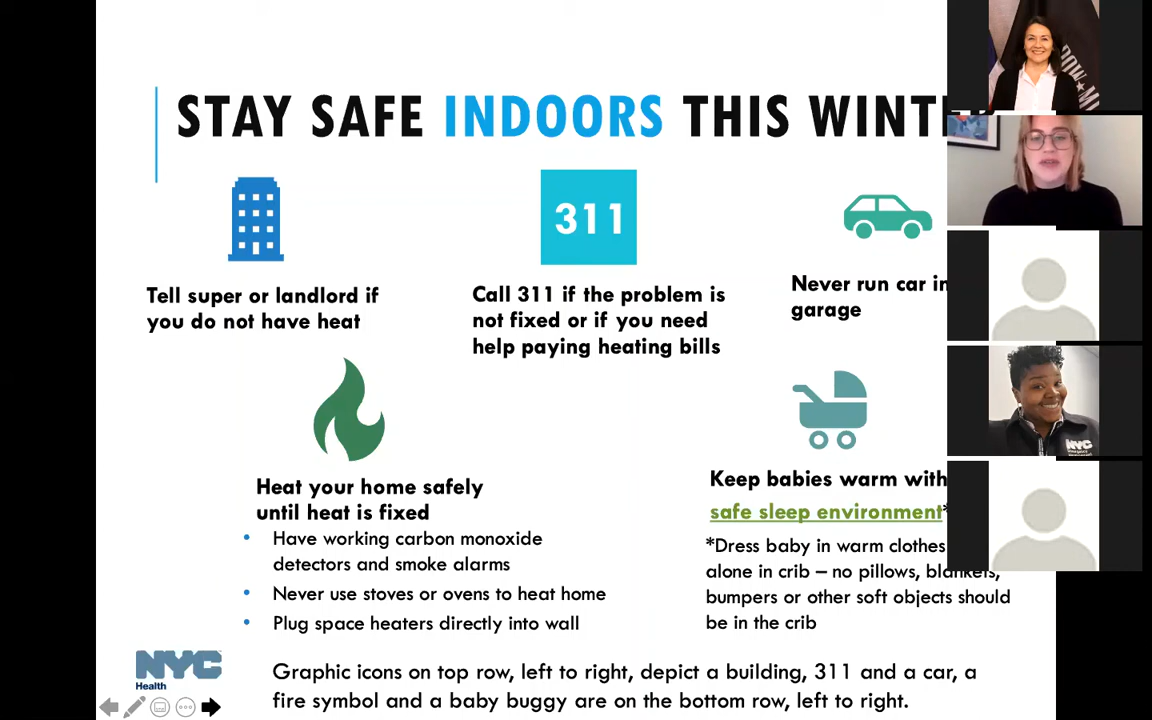 STAY SAFE INDOORS THIS WINT
311
Tell super or landlord if
you do not have heat
Call 311 if the problem is
not fixed or if you need
help paying heating bills
Never run car in
garage
Heat your home safely
until heat is fixed
• Have working carbon monoxide
detectors and smoke alarms
• Never use stoves or ovens to heat home
• Plug space heaters directly into wall
Keep babies warm with
safe sleep environment*
*Dress baby in warm clothes
alone in crib – no pillows, blankets,
bumpers or other soft objects should
be in the crib
NYC
Health
Graphic icons on top row, left to right, depict a building, 311 and a car, a
fire symbol and a baby buggy are on the bottom row, left to right.
POW★MI
NYC